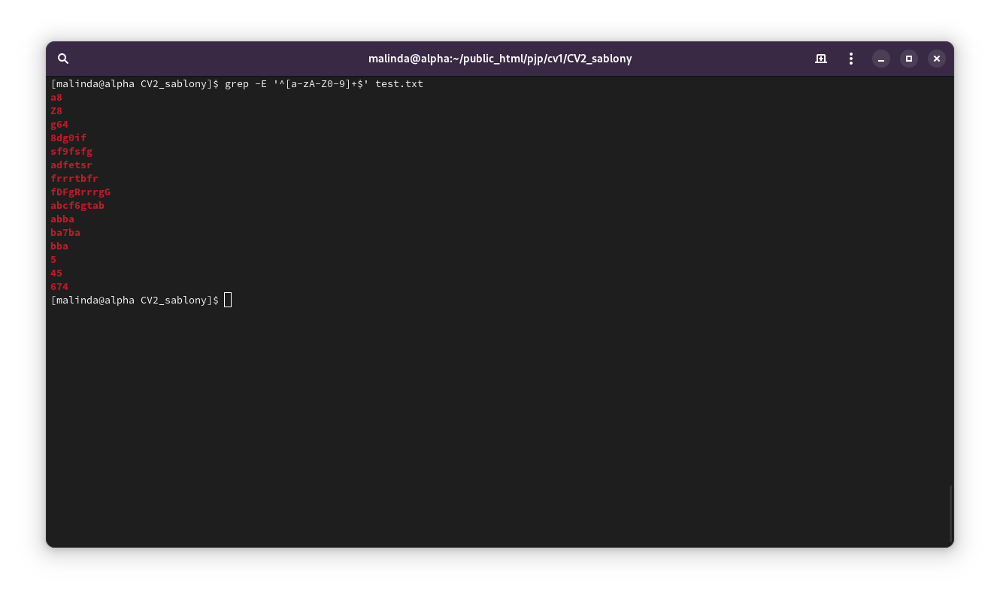 malinda@alpha:~/public_html/pjp/cv1/CV2_sablony
[malinda@alpha CV2_sablony]$ grep -E '^[a-zA-Z0-9]+$' test.txt
a8
Z8
g64
8dg0if
sf9fsfg
adfetsr
frrrtbfr
fDFgRrrrgG
abcf6gtab
abba
ba7ba
bba
5
45
674
[malinda@alpha CV2_sablony]$